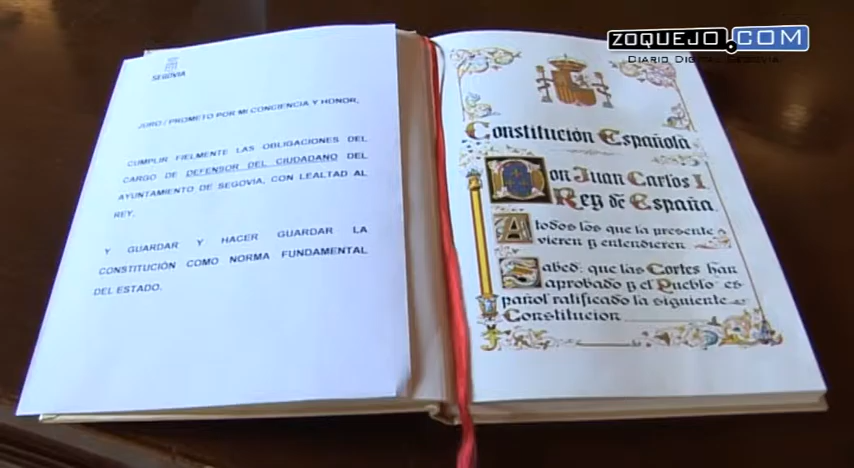 ZOQUEJO.COM
DIARIO DIGITAL SEGOVIA
SEGOVIA
JURO / PROMETO POR MI CONCIENCIA Y HONOR,
CUMPLIR FIELMENTE LAS OBLIGACIONES DEL
CARGO DE DEFENSOR DEL CIUDADANO DEL
AYUNTAMIENTO DE SEGOVIA, CON LEALTAD AL
REY,
Y GUARDAR Y HACER GUARDAR LA
CONSTITUCIÓN COMO NORMA FUNDAMENTAL
DEL ESTADO.
Constitución Española
Don Juan Carlos I
Rey de España,
A todos los que la presente
vieren y entendieren,
Sabed: que las Cortes han
aprobado y el Pueblo es-
pañol ratificado la siguiente
Constitución